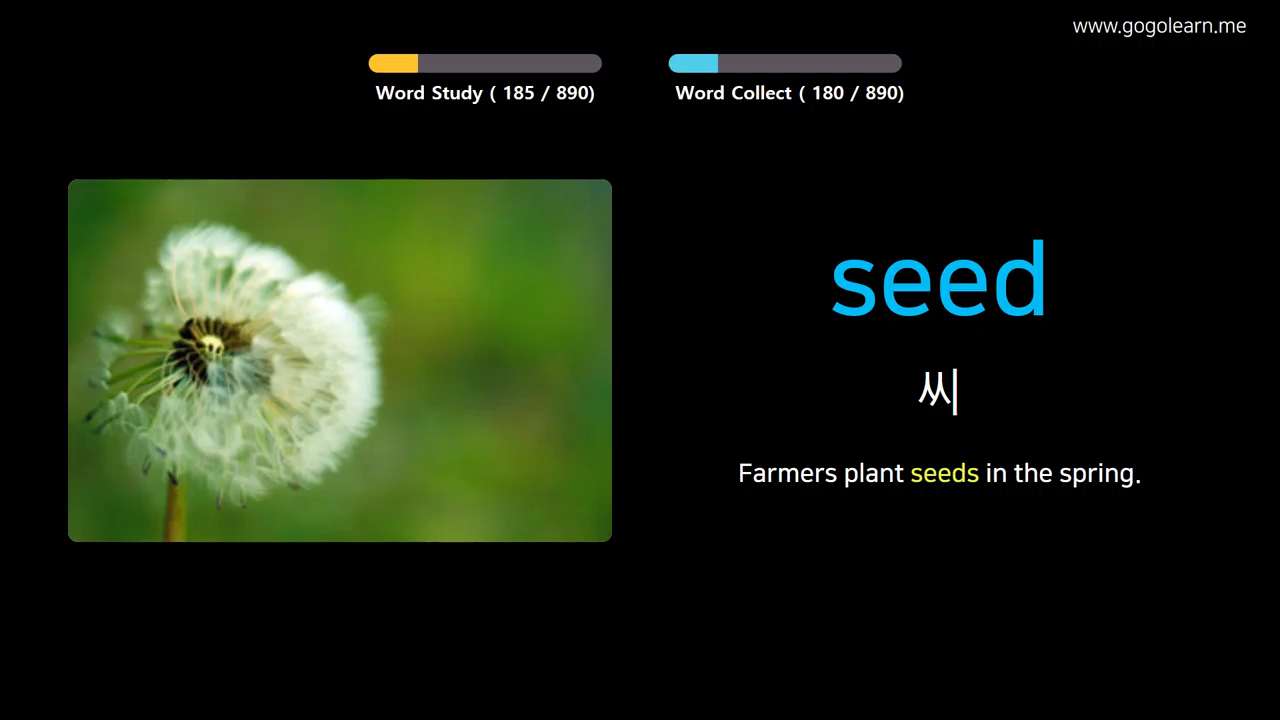 www.gogolearn.me
Word Study ( 185 / 890)
Word Collect ( 180 / 890)
seed
씨
Farmers plant seeds in the spring.